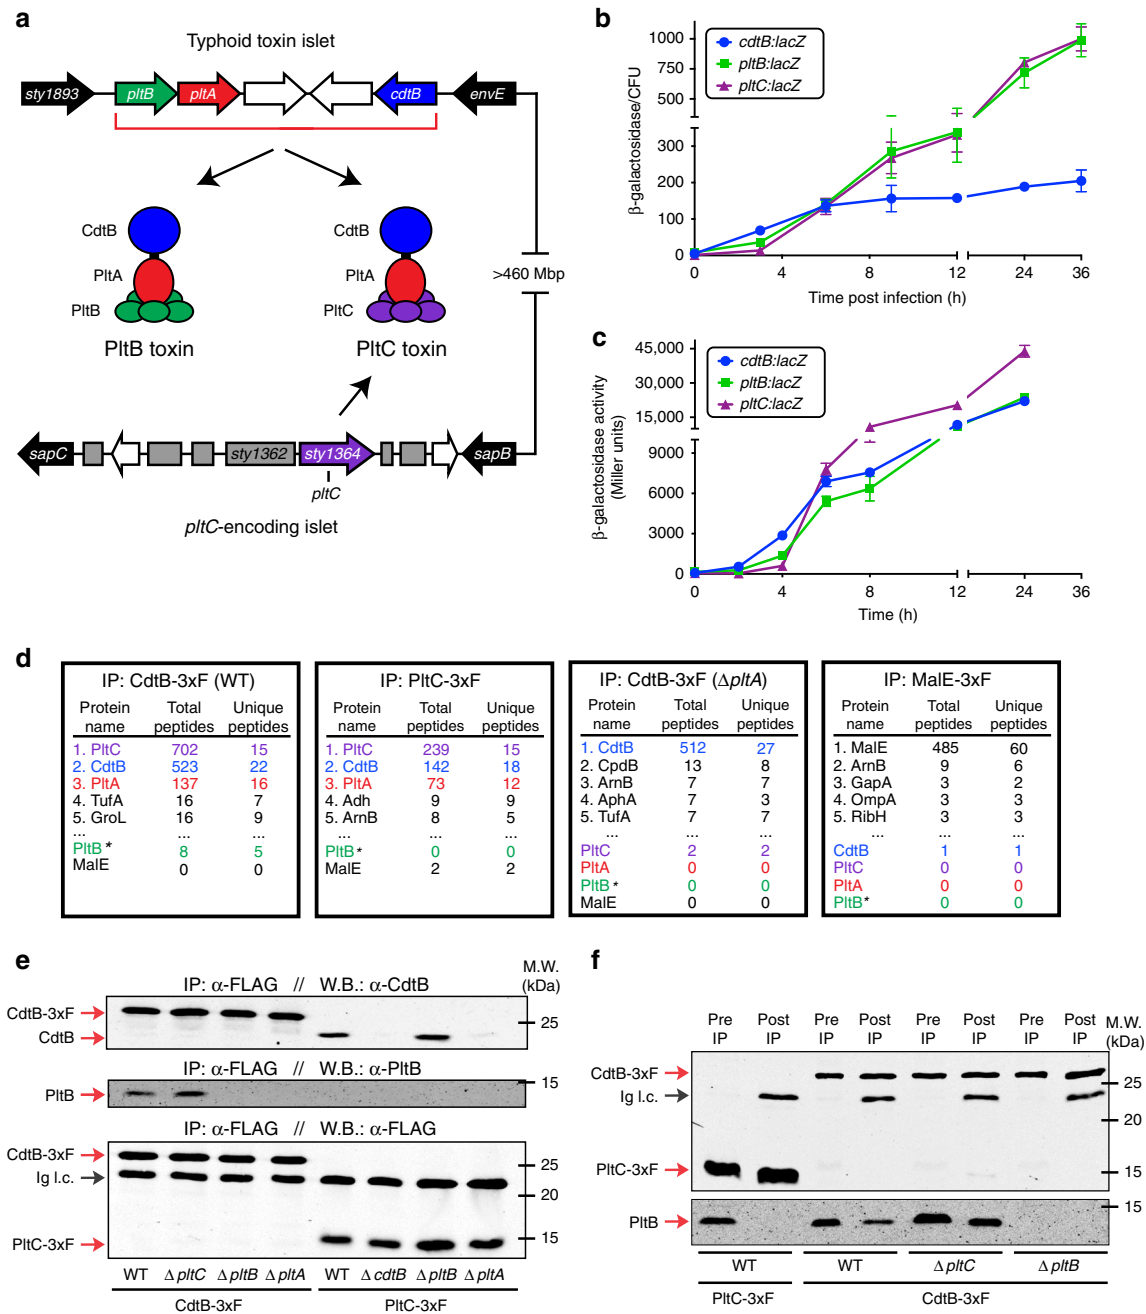 a
Typhoid toxin islet
sty1893 pltB pltA cdtB envE
CdtB CdtB
PltA PltA
PltB PltC
PltB toxin PltC toxin
>460 Mbp
sapC sty1362 sty1364 sapB
pltC
pltC-encoding islet
b
cdtB:lacZ
pltB:lacZ
pltC:lacZ
β-galactosidase/CFU
1000
750
500
300
200
100
0
0 4 8 12 24 36
Time post infection (h)
c
cdtB:lacZ
pltB:lacZ
pltC:lacZ
β-galactosidase activity
(Miller units)
45,000
30,000
15,000
9000
6000
3000
0
0 4 8 12 24 36
Time (h)
d
IP: CdtB-3xF (WT)
Protein name Total peptides Unique peptides
1. PltC 702 15
2. CdtB 523 22
3. PltA 137 16
4. TufA 16 7
5. GroL 16 9
... ... ...
PltB* 8 5
MalE 0 0
IP: PltC-3xF
Protein name Total peptides Unique peptides
1. PltC 239 15
2. CdtB 142 18
3. PltA 73 12
4. Adh 9 9
5. ArnB 8 5
... ... ...
PltB* 0 0
MalE 2 2
IP: CdtB-3xF (ΔpltA)
Protein name Total peptides Unique peptides
1. CdtB 512 27
2. CpdB 13 8
3. ArnB 7 7
4. AphA 7 3
5. TufA 7 7
... ... ...
PltC 2 2
PltA 0 0
PltB* 0 0
MalE 0 0
IP: MalE-3xF
Protein name Total peptides Unique peptides
1. MalE 485 60
2. ArnB 9 6
3. GapA 3 2
4. OmpA 3 3
5. RibH 3 3
... ... ...
CdtB 1 1
PltC 0 0
PltA 0 0
PltB* 0 0
e
IP: α-FLAG // W.B.: α-CdtB
M.W.
(kDa)
CdtB-3xF
25
CdtB
IP: α-FLAG // W.B.: α-PltB
15
PltB
IP: α-FLAG // W.B.: α-FLAG
CdtB-3xF
25
Ig l.c.
20
PltC-3xF
15
WT ΔpltC ΔpltB ΔpltA WT ΔcdtB ΔpltB ΔpltA
CdtB-3xF PltC-3xF
f
Pre IP Post IP Pre IP Post IP Pre IP Post IP Pre IP Post IP
M.W.
(kDa)
CdtB-3xF
25
Ig l.c.
20
PltC-3xF
15
15
PltB
WT WT ΔpltC ΔpltB
PltC-3xF CdtB-3xF